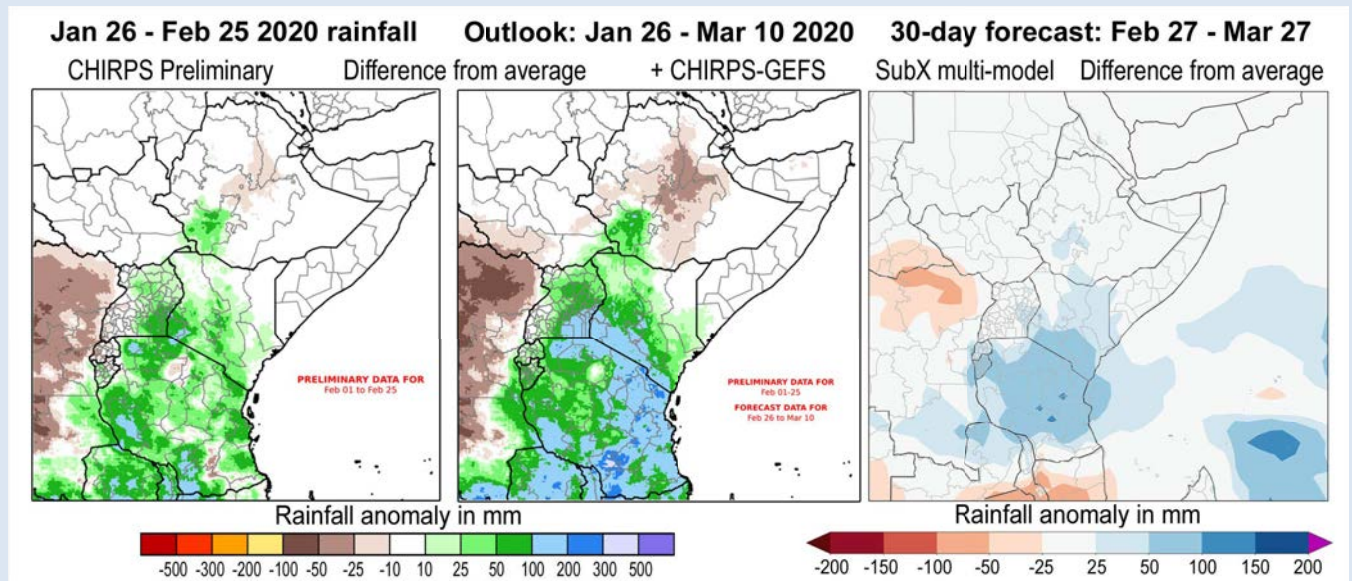 Jan 26 - Feb 25 2020 rainfall
Outlook: Jan 26 - Mar 10 2020
30-day forecast: Feb 27 - Mar 27
CHIRPS Preliminary
Difference from average
+ CHIRPS-GEFS
SubX multi-model
Difference from average
PRELIMINARY DATA FOR
Feb 01 to Feb 25
PRELIMINARY DATA FOR
Feb 01-25
FORECAST DATA FOR
Feb 26 to Mar 10
Rainfall anomaly in mm
-500 -300 -200 -100 -50 -25 -10 10 25 50 100 200 300 500
Rainfall anomaly in mm
-200 -150 -100 -50 -25 25 50 100 150 200